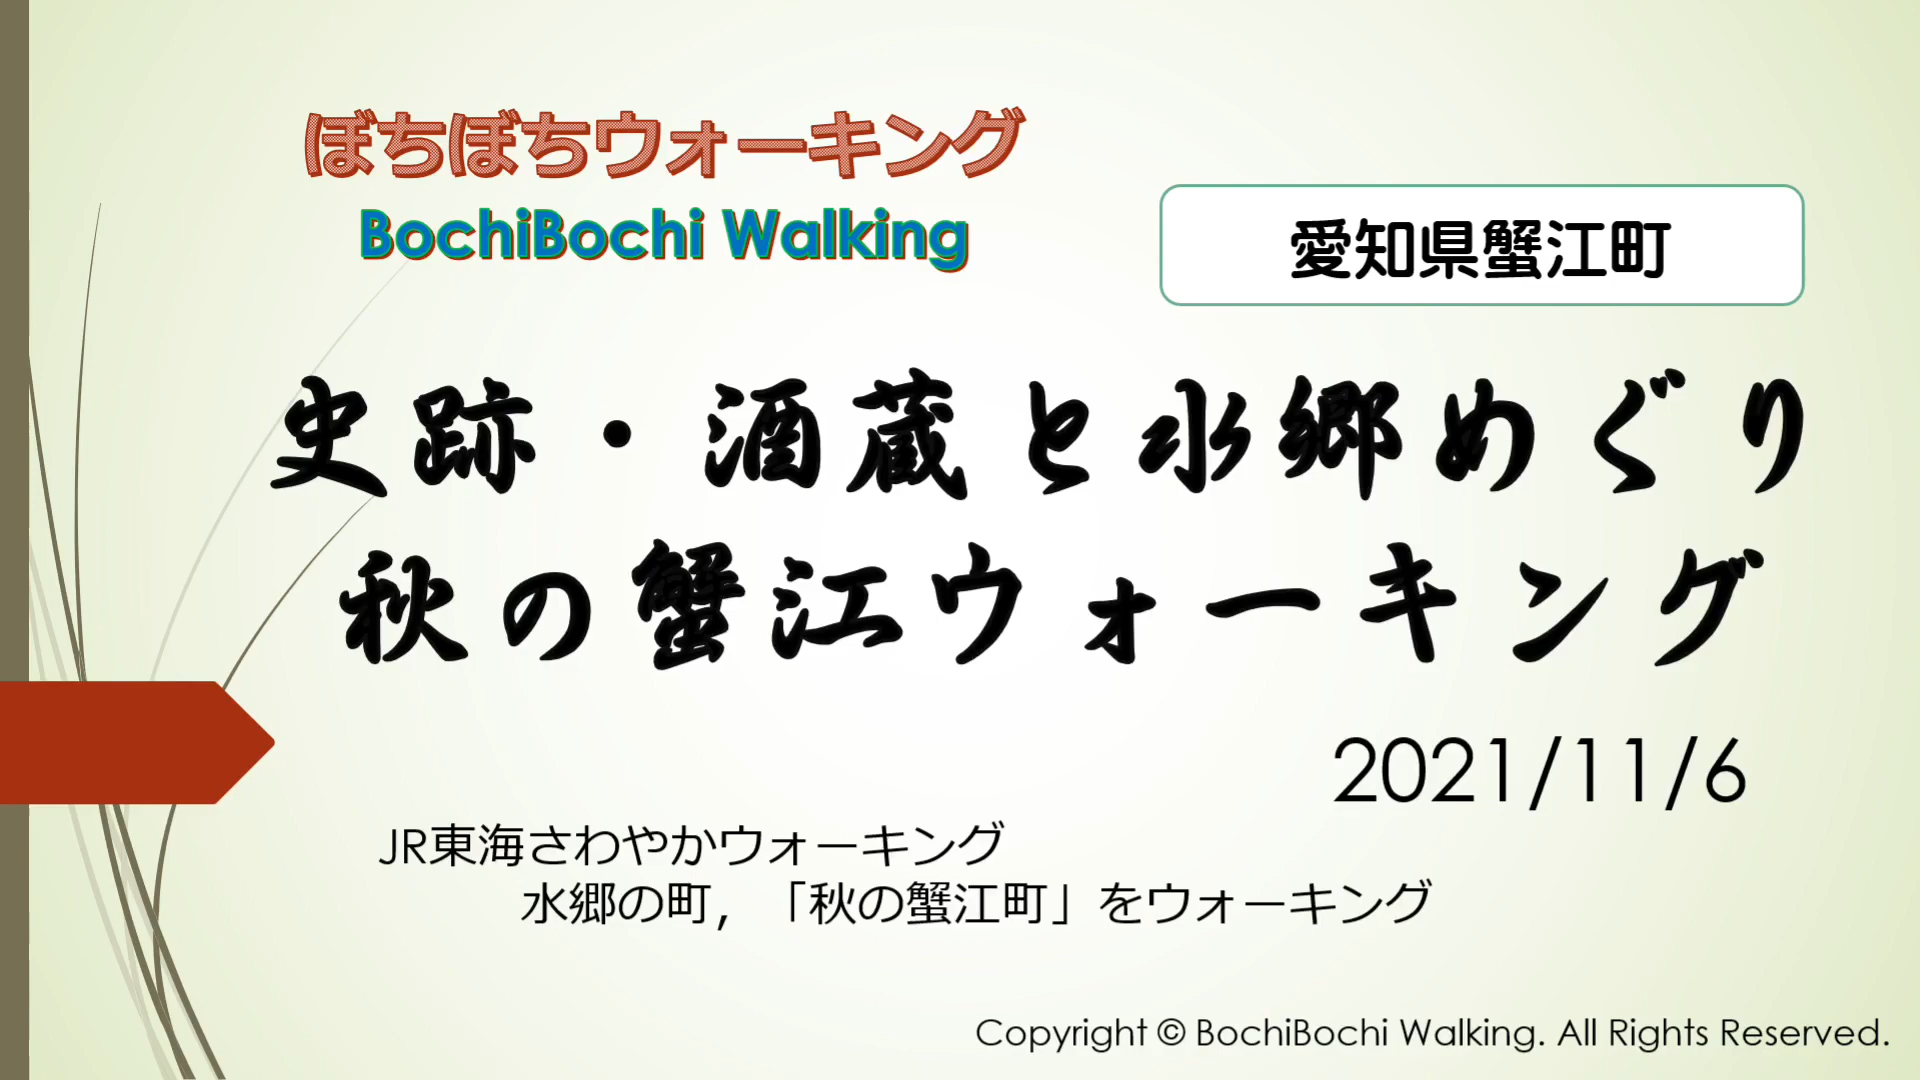 ぼちぼちウォーキング
BochiBochi Walking
愛知県蟹江町
史跡・酒蔵と水郷めぐり
秋の蟹江ウォーキング
2021/11/6
JR東海さわやかウォーキング
水郷の町，「秋の蟹江町」をウォーキング
Copyright © BochiBochi Walking. All Rights Reserved.